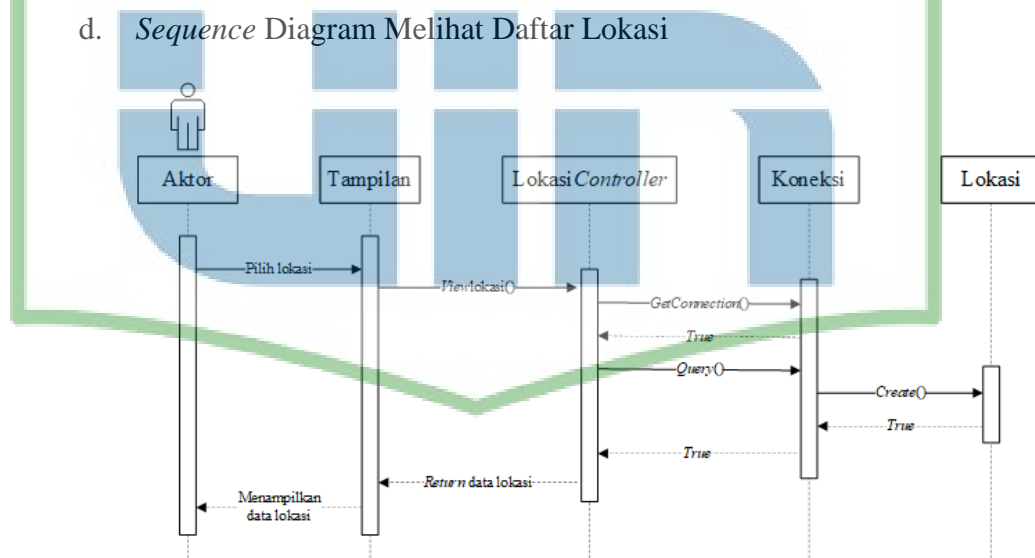 d. Sequence Diagram Melihat Daftar Lokasi
Aktor
Tampilan
LokasiController
Koneksi
Lokasi
Pilih lokasi
Viewlokasi()
GetConnection()
True
Query()
Create()
True
True
Return data lokasi
Menampilkan
data lokasi